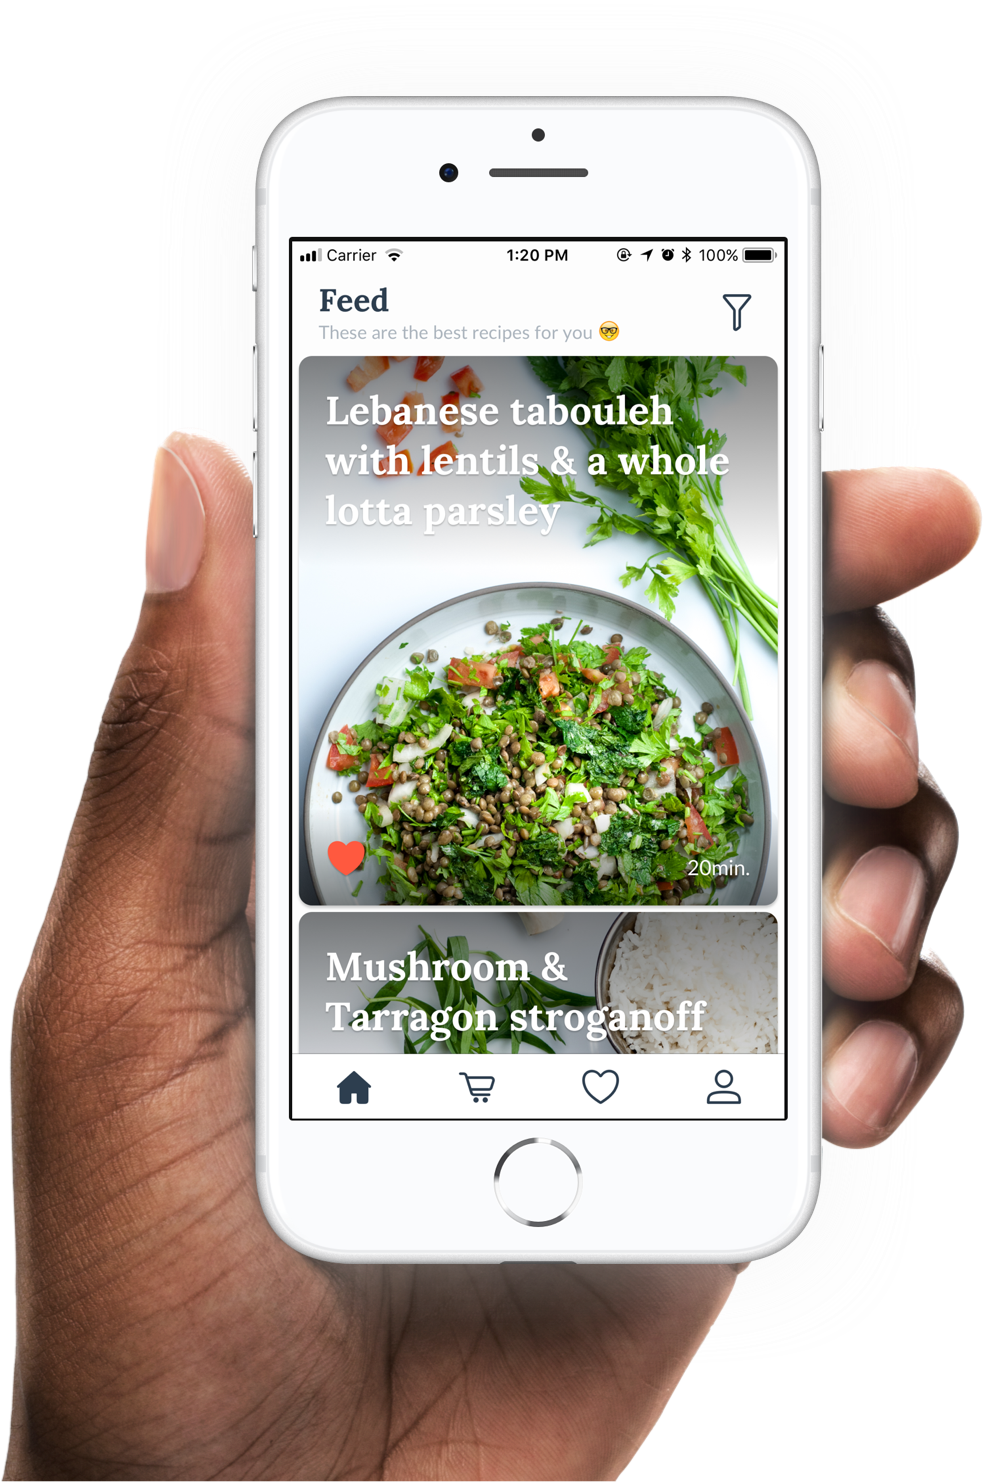 Carrier 1:20 PM 100%
Feed
These are the best recipes for you 🤓
Lebanese tabouleh
with lentils & a whole
lotta parsley
20min.
Mushroom &
Tarragon stroganoff